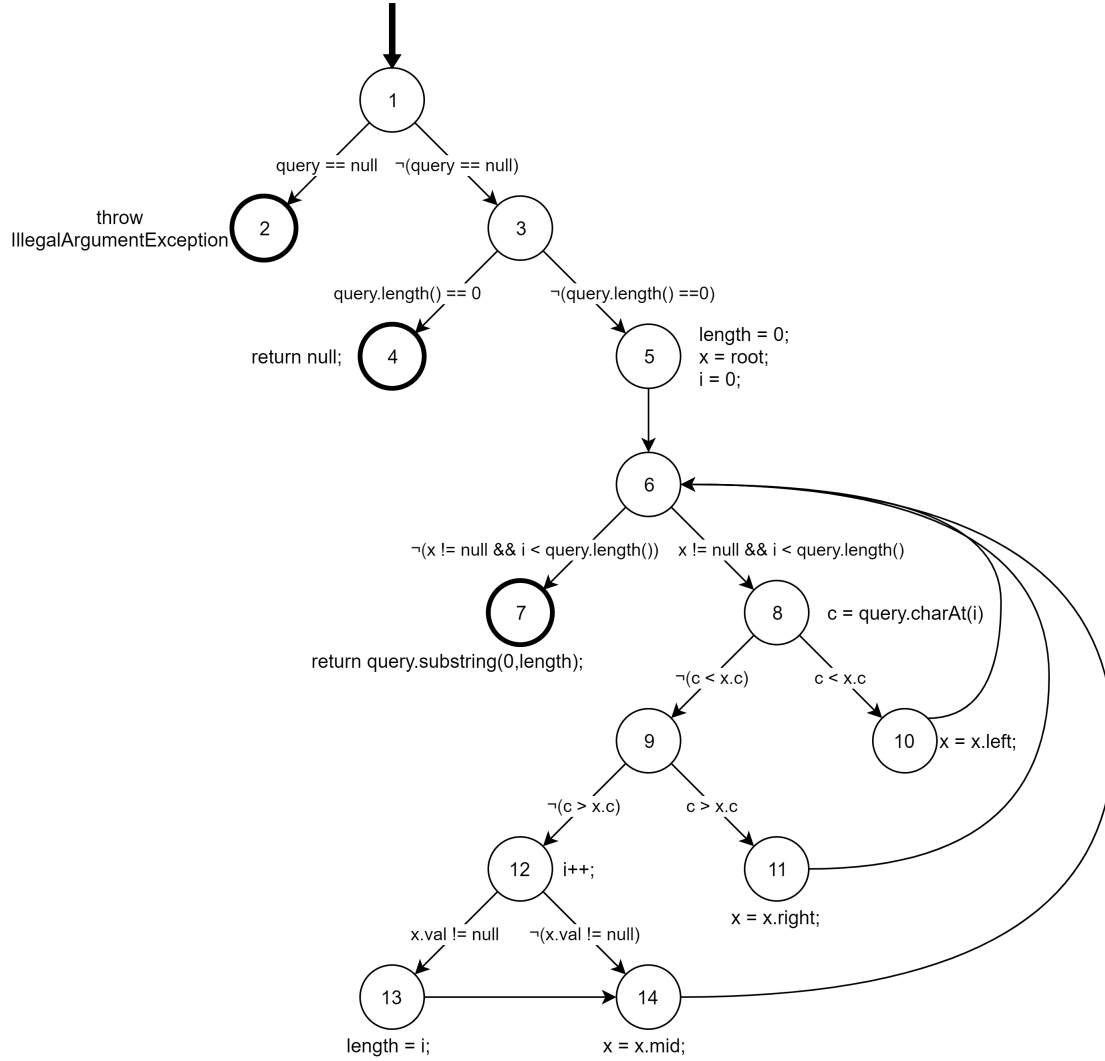 1
query == null
¬(query == null)
throw
IllegalArgumentException
2
3
query.length() == 0
¬(query.length() ==0)
return null;
4
5
length = 0;
x = root;
i = 0;
6
¬(x != null && i < query.length())
x != null && i < query.length()
7
8
c = query.charAt(i)
return query.substring(0,length);
¬(c < x.c)
c < x.c
9
10
x = x.left;
¬(c > x.c)
c > x.c
12
i++;
11
x = x.right;
x.val != null
¬(x.val != null)
13
14
length = i;
x = x.mid;